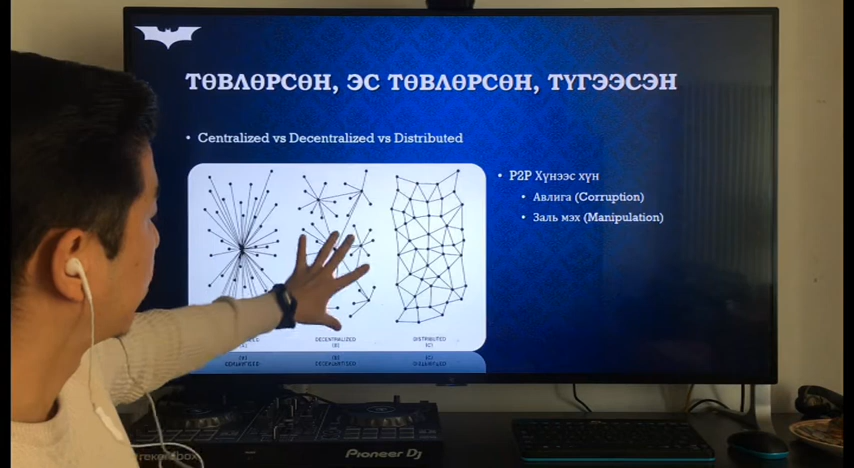 ТӨВЛӨРСӨН, ЭС ТӨВЛӨРСӨН, ТҮГЭЭСЭН
• Centralized vs Decentralized vs Distributed
• P2P Хүнээс хүн
• Авлига (Corruption)
• Заль мэх (Manipulation)
DECENTRALIZED
(B)
DISTRIBUTED
(C)
Pioneer Dj
rekordbox